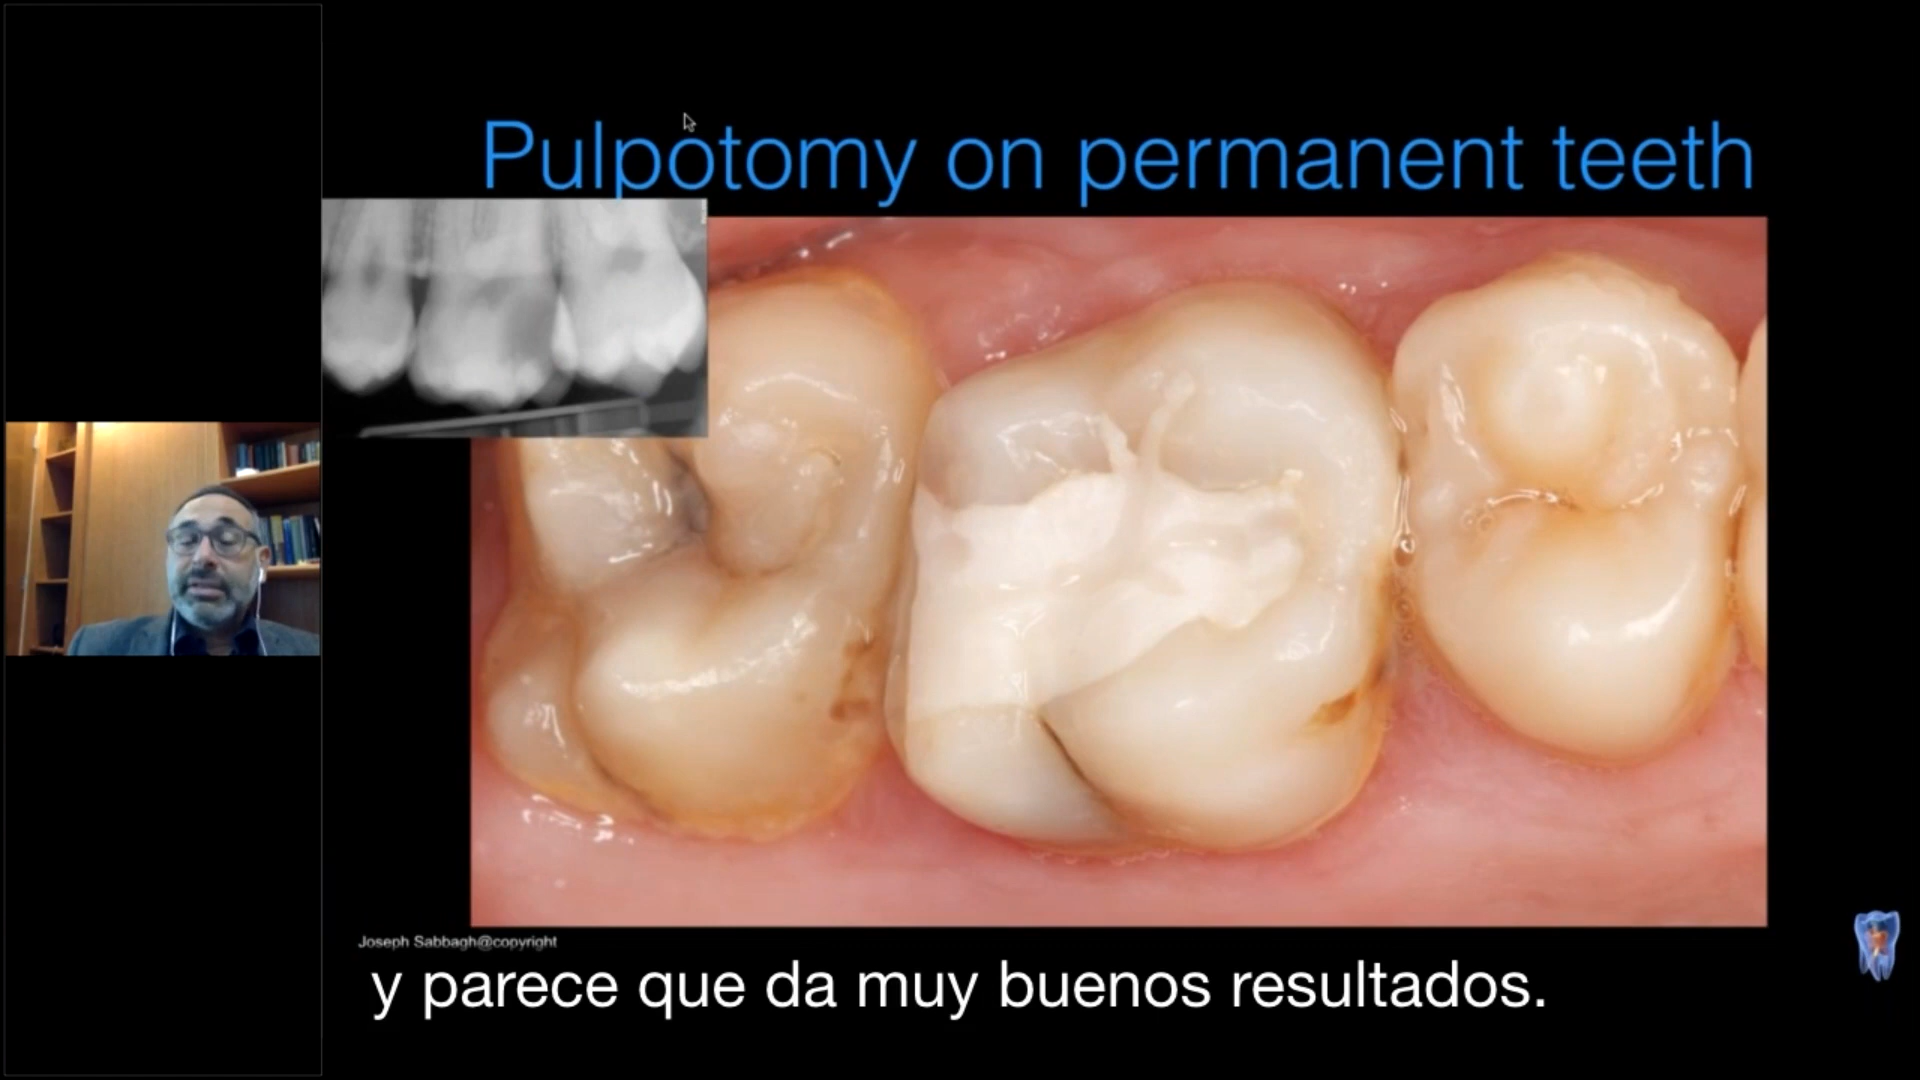 Pulpotomy on permanent teeth
Joseph Sabbagh@copyright
y parece que da muy buenos resultados.